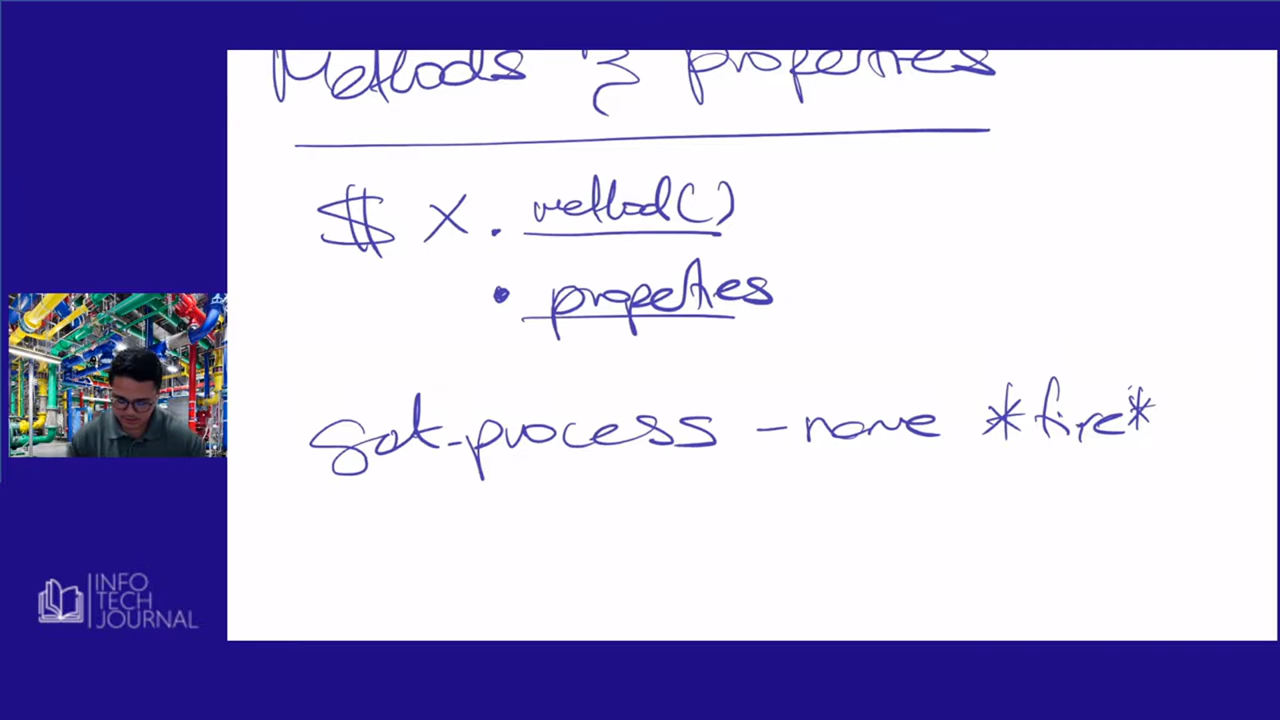 Methods & properties
$ x . method()
• properties
get-process -name *fire*
INFO
TECH
JOURNAL